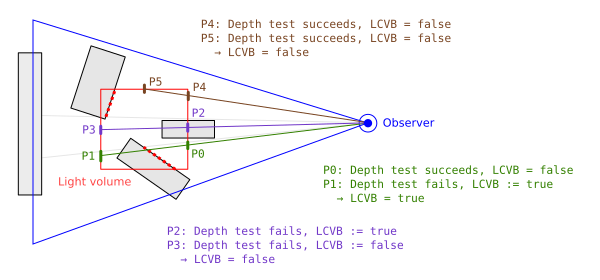 P4: Depth test succeeds, LCVB = false
P5: Depth test succeeds, LCVB = false
→ LCVB = false
P5
P4
P2
Observer
P3
P1
P0
Light volume
P0: Depth test succeeds, LCVB = false
P1: Depth test fails, LCVB := true
→ LCVB = true
P2: Depth test fails, LCVB := true
P3: Depth test fails, LCVB := false
→ LCVB = false